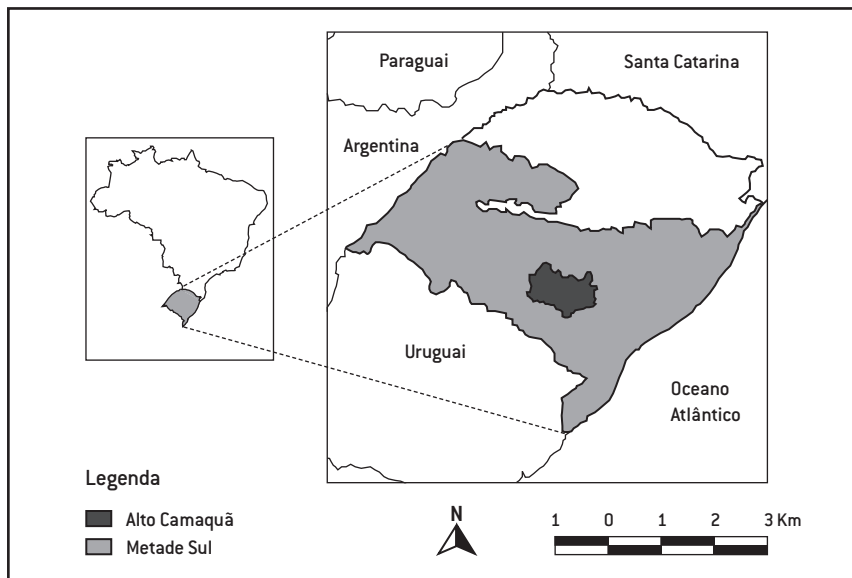 Paraguai
Santa Catarina
Argentina
Uruguai
Oceano
Atlântico
Legenda
Alto Camaquã
Metade Sul
N
1 0 1 2 3 Km